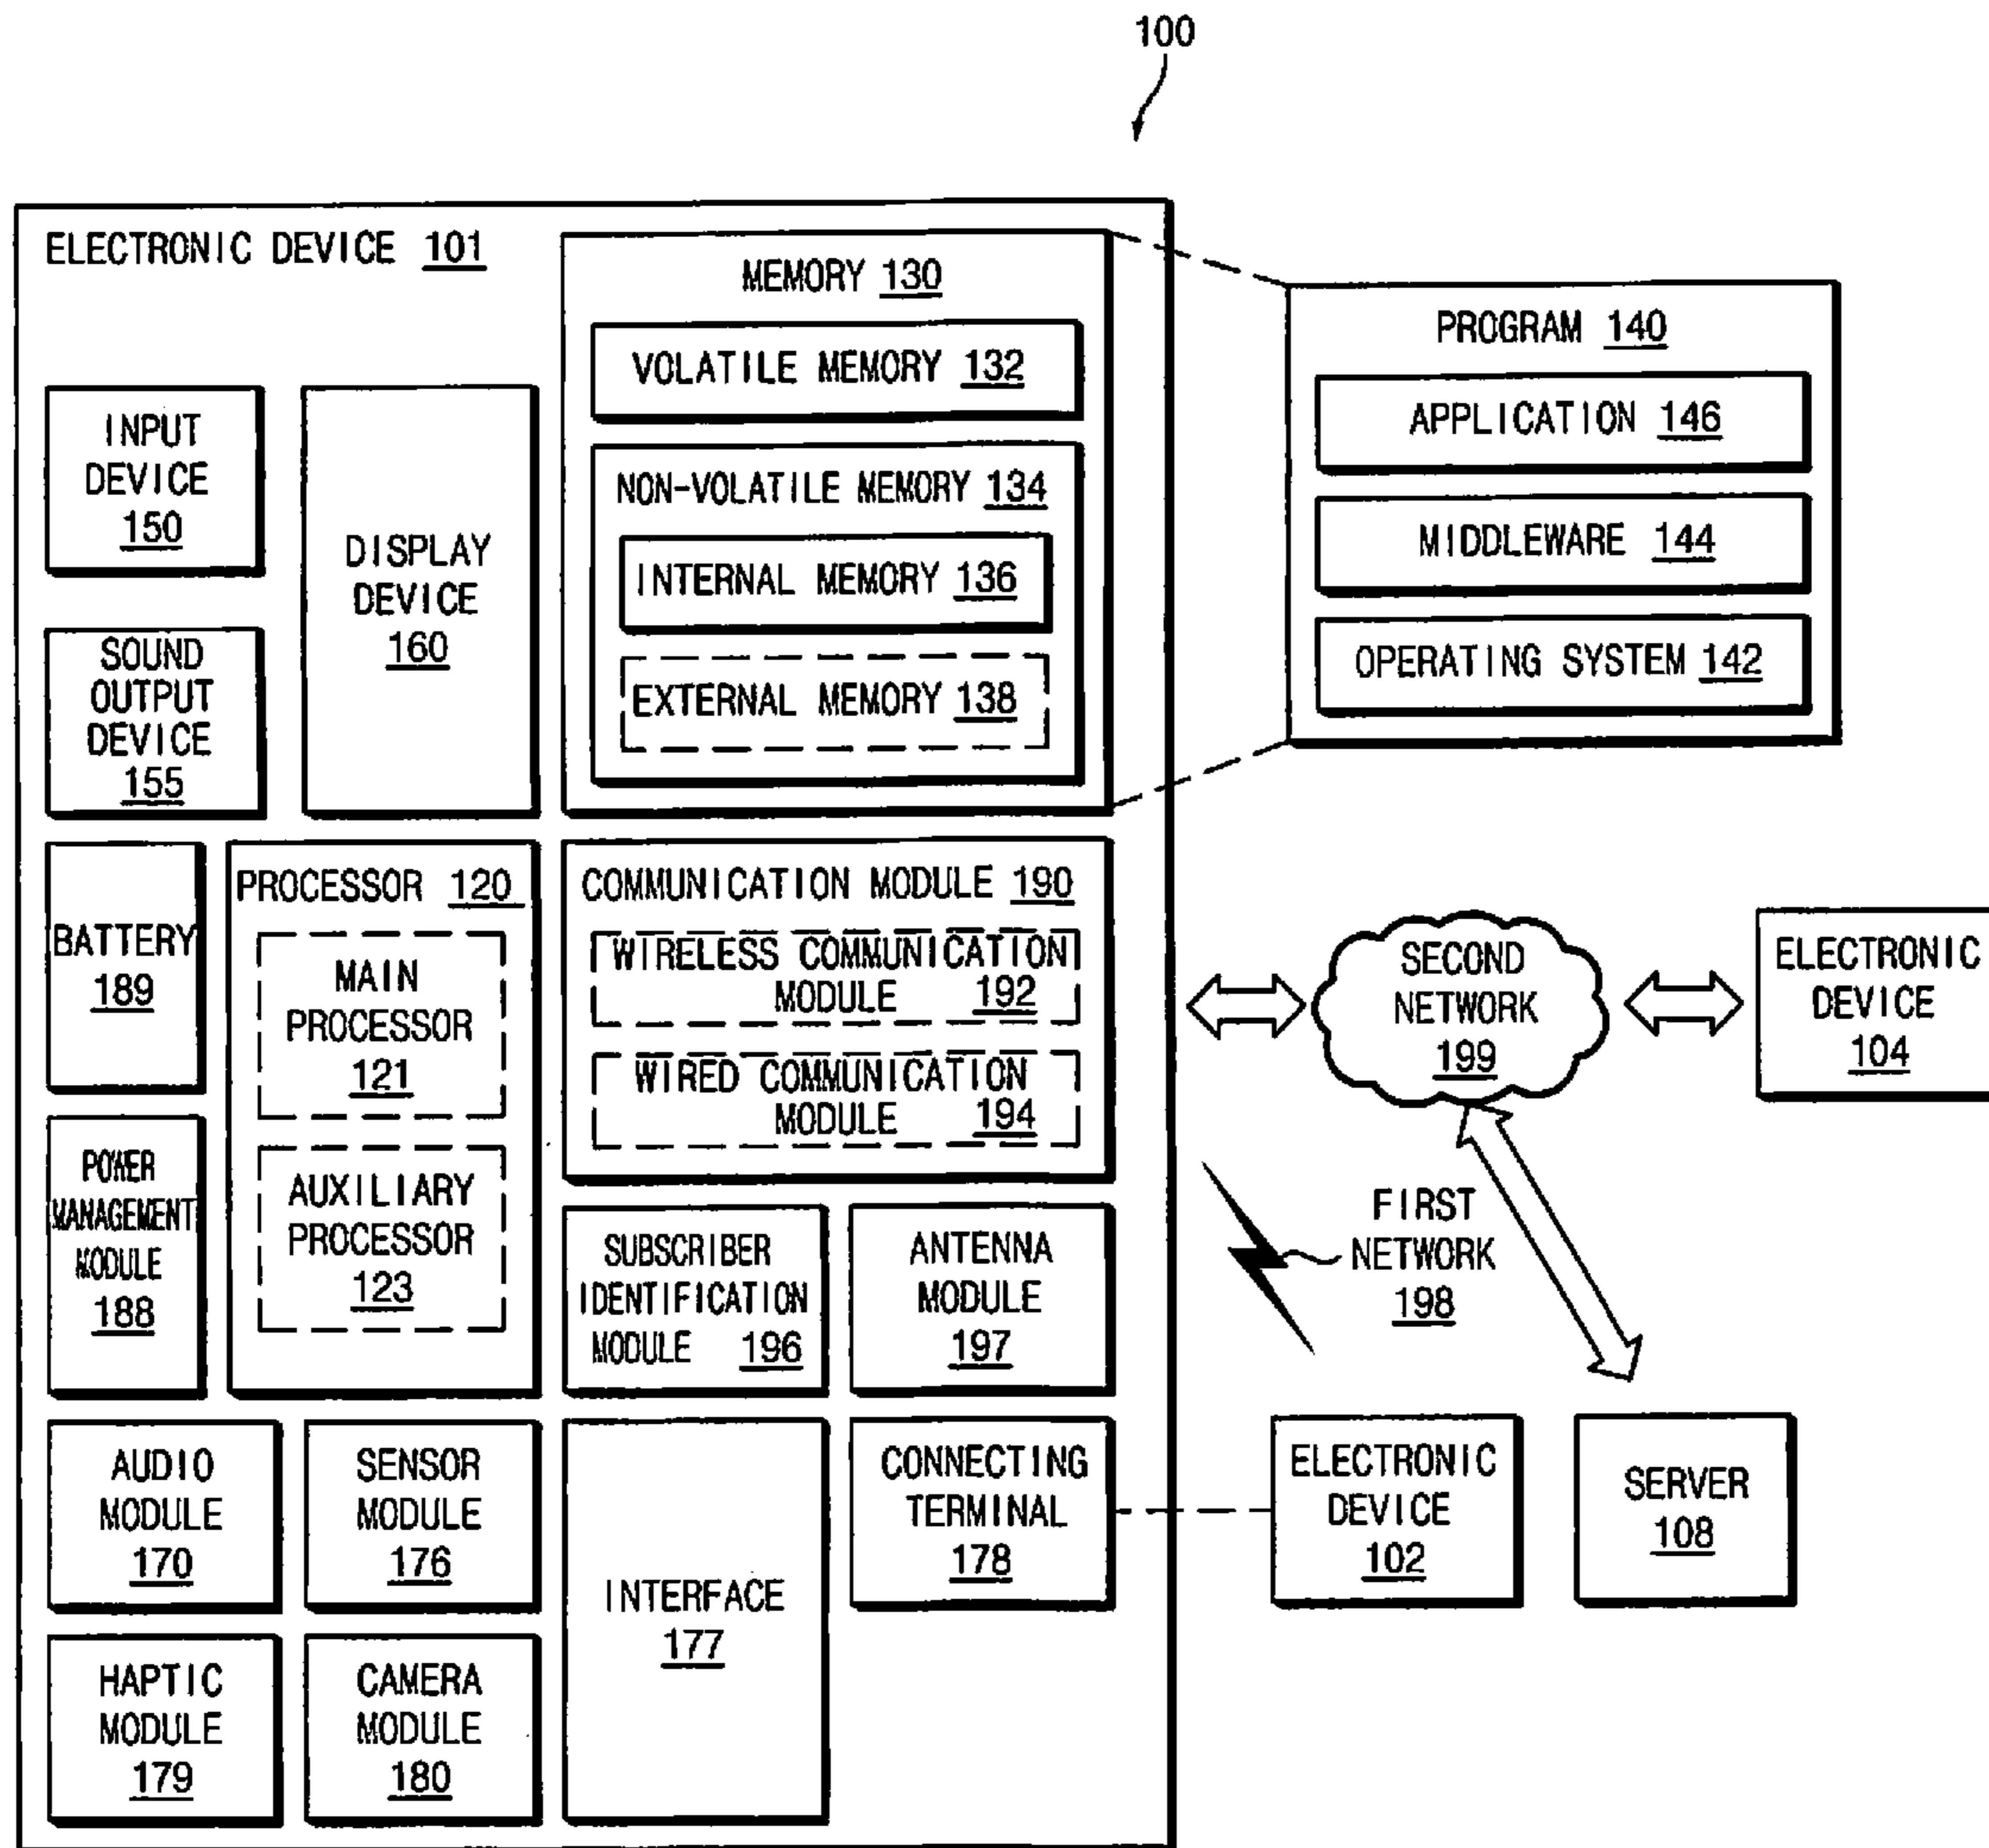 100
ELECTRONIC DEVICE 101
MEMORY 130
VOLATILE MEMORY 132
NON-VOLATILE MEMORY 134
INTERNAL MEMORY 136
EXTERNAL MEMORY 138
PROGRAM 140
APPLICATION 146
MIDDLEWARE 144
OPERATING SYSTEM 142
INPUT
DEVICE
150
SOUND
OUTPUT
DEVICE
155
DISPLAY
DEVICE
160
BATTERY
189
POWER
MANAGEMENT
MODULE
188
PROCESSOR 120
MAIN
PROCESSOR
121
AUXILIARY
PROCESSOR
123
COMMUNICATION MODULE 190
WIRELESS COMMUNICATION
MODULE 192
WIRED COMMUNICATION
MODULE 194
SUBSCRIBER
IDENTIFICATION
MODULE 196
ANTENNA
MODULE
197
SECOND
NETWORK
199
ELECTRONIC
DEVICE
104
FIRST
NETWORK
198
AUDIO
MODULE
170
SENSOR
MODULE
176
INTERFACE
177
CONNECTING
TERMINAL
178
ELECTRONIC
DEVICE
102
SERVER
108
HAPTIC
MODULE
179
CAMERA
MODULE
180